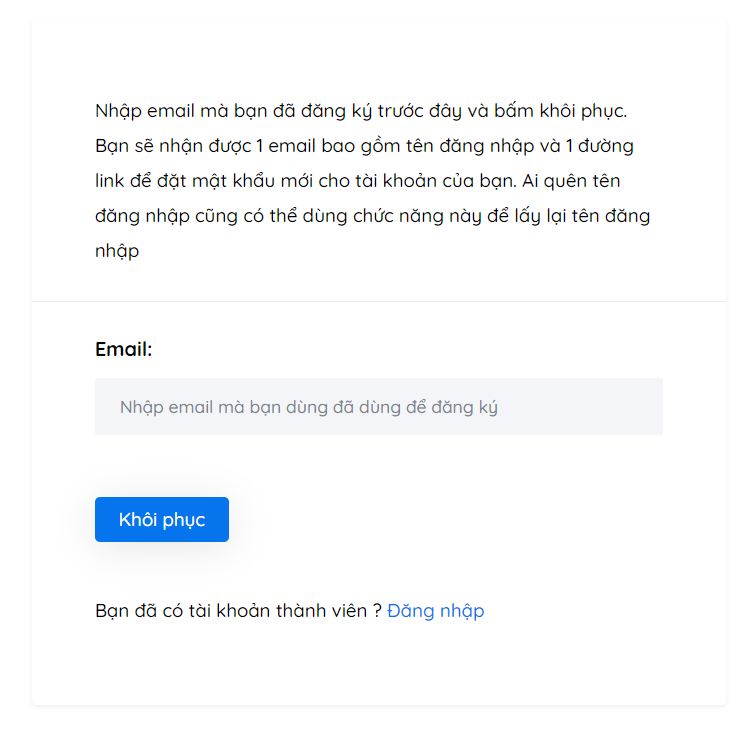 Nhập email mà bạn đã đăng ký trước đây và bấm khôi phục.
Bạn sẽ nhận được 1 email bao gồm tên đăng nhập và 1 đường
link để đặt mật khẩu mới cho tài khoản của bạn. Ai quên tên
đăng nhập cũng có thể dùng chức năng này để lấy lại tên đăng
nhập
Email:
Nhập email mà bạn dùng đã dùng để đăng ký
Khôi phục
Bạn đã có tài khoản thành viên ? Đăng nhập